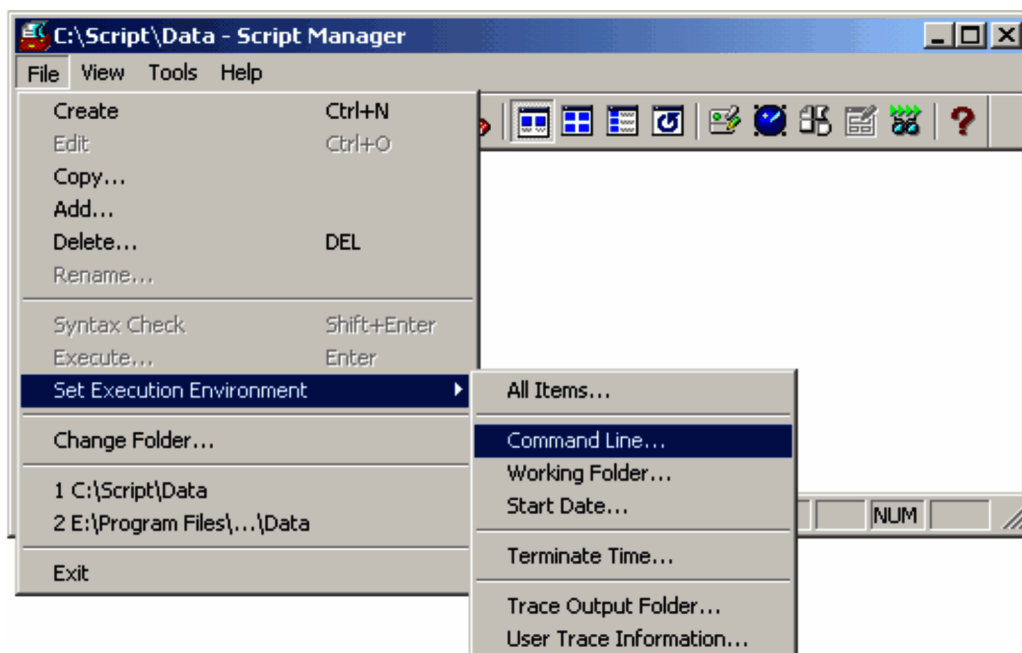 C:\Script\Data - Script Manager
File View Tools Help
Create Ctrl+N
Edit Ctrl+O
Copy...
Add...
Delete... DEL
Rename...
Syntax Check Shift+Enter
Execute... Enter
Set Execution Environment
All Items...
Change Folder...
Command Line...
Working Folder...
1 C:\Script\Data
Start Date...
2 E:\Program Files\...\Data
NUM
Terminate Time...
Exit
Trace Output Folder...
User Trace Information...